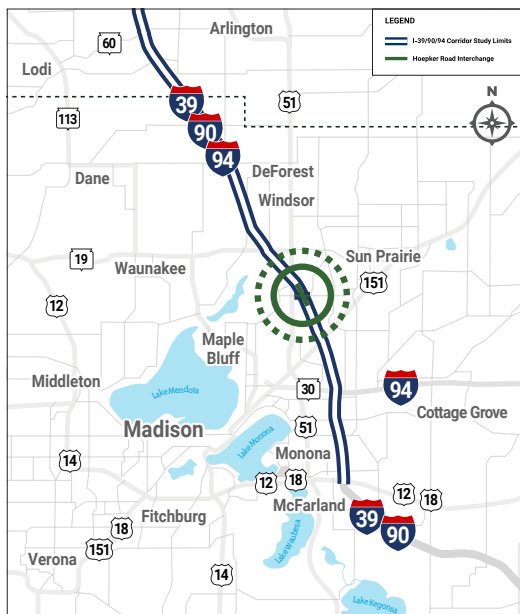 LEGEND
I-39/90/94 Corridor Study Limits
Hoepker Road Interchange
Arlington
60
Lodi
51
N
39
113
90
94
DeForest
Dane
Windsor
Sun Prairie
19
Waunakee
151
12
Maple
Bluff
Middleton
Lake Mendota
30
94
Cottage Grove
Madison
51
Lake Monona
Monona
14
12
18
12
18
McFarland
Fitchburg
39
18
90
Lake Waubesa
151
Verona
14
Lake Kegonsa